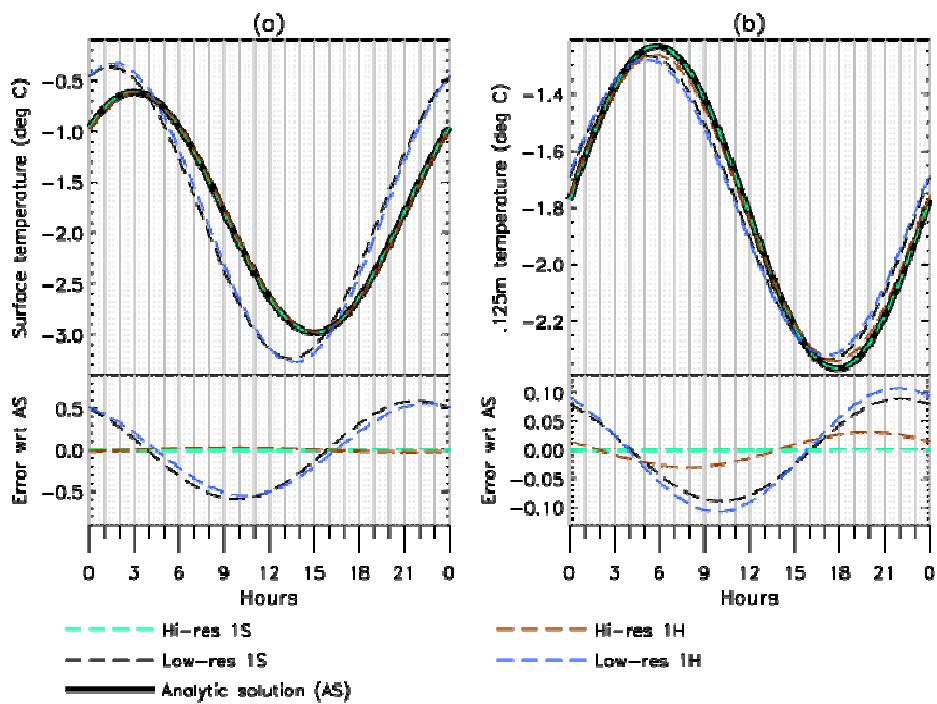 (a)
(b)
Surface temperature (deg C)
−0.5
−1.0
−1.5
−2.0
−2.5
−3.0
Error wrt AS
0.5
0.0
−0.5
0 3 6 9 12 15 18 21 0
Hours
.125m temperature (deg C)
−1.4
−1.6
−1.8
−2.0
−2.2
Error wrt AS
0.10
0.05
0.00
−0.05
−0.10
0 3 6 9 12 15 18 21 0
Hours
Hi-res 1S
Hi-res 1H
Low-res 1S
Low-res 1H
Analytic solution (AS)